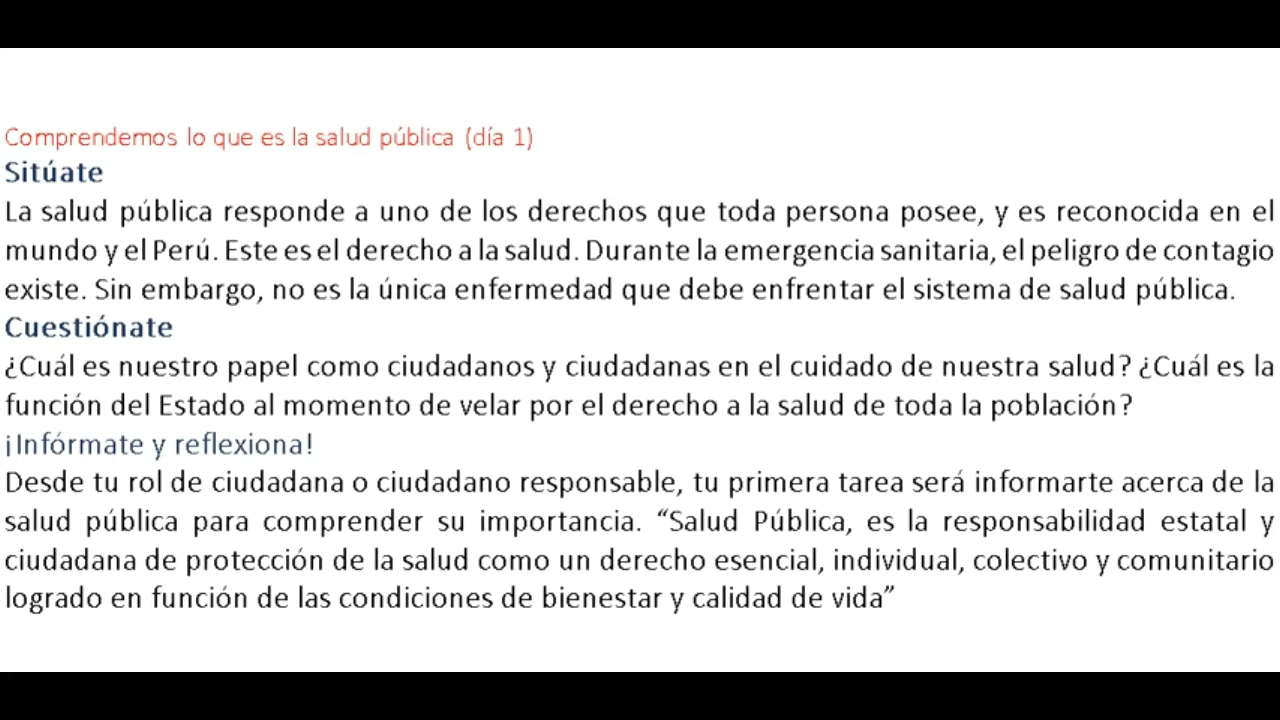 Comprendemos lo que es la salud pública (día 1)
Sitúate
La salud pública responde a uno de los derechos que toda persona posee, y es reconocida en el
mundo y el Perú. Este es el derecho a la salud. Durante la emergencia sanitaria, el peligro de contagio
existe. Sin embargo, no es la única enfermedad que debe enfrentar el sistema de salud pública.
Cuestiónate
¿Cuál es nuestro papel como ciudadanos y ciudadanas en el cuidado de nuestra salud? ¿Cuál es la
función del Estado al momento de velar por el derecho a la salud de toda la población?
¡Infórmate y reflexiona!
Desde tu rol de ciudadana o ciudadano responsable, tu primera tarea será informarte acerca de la
salud pública para comprender su importancia. “Salud Pública, es la responsabilidad estatal y
ciudadana de protección de la salud como un derecho esencial, individual, colectivo y comunitario
logrado en función de las condiciones de bienestar y calidad de vida”